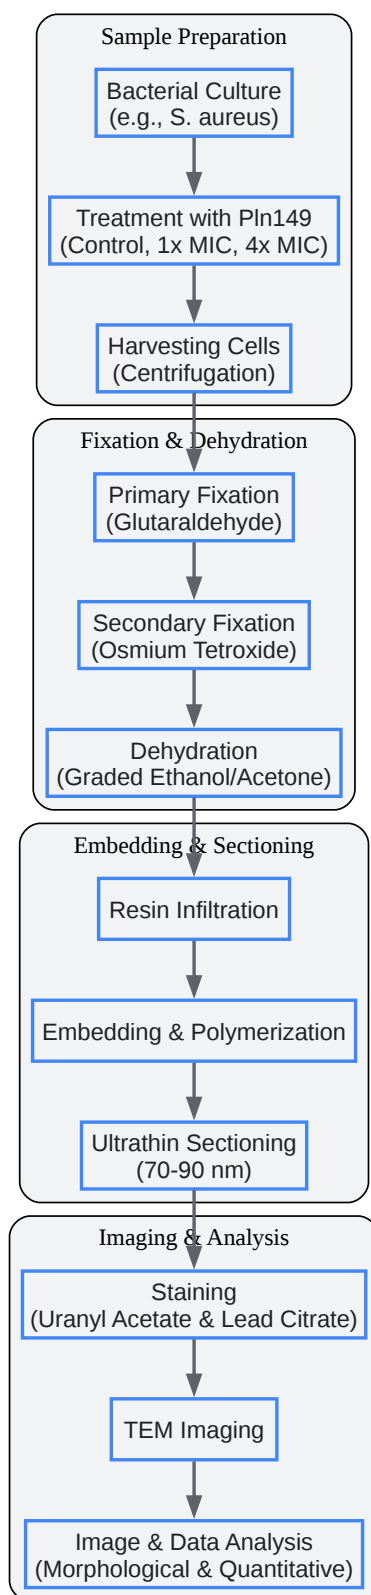 Sample Preparation
Bacterial Culture
(e.g., S. aureus)
Treatment with Pln149
(Control, 1x MIC, 4x MIC)
Harvesting Cells
(Centrifugation)
Fixation & Dehydration
Primary Fixation
(Glutaraldehyde)
Secondary Fixation
(Osmium Tetroxide)
Dehydration
(Graded Ethanol/Acetone)
Embedding & Sectioning
Resin Infiltration
Embedding & Polymerization
Ultrathin Sectioning
(70-90 nm)
Imaging & Analysis
Staining
(Uranyl Acetate & Lead Citrate)
TEM Imaging
Image & Data Analysis
(Morphological & Quantitative)